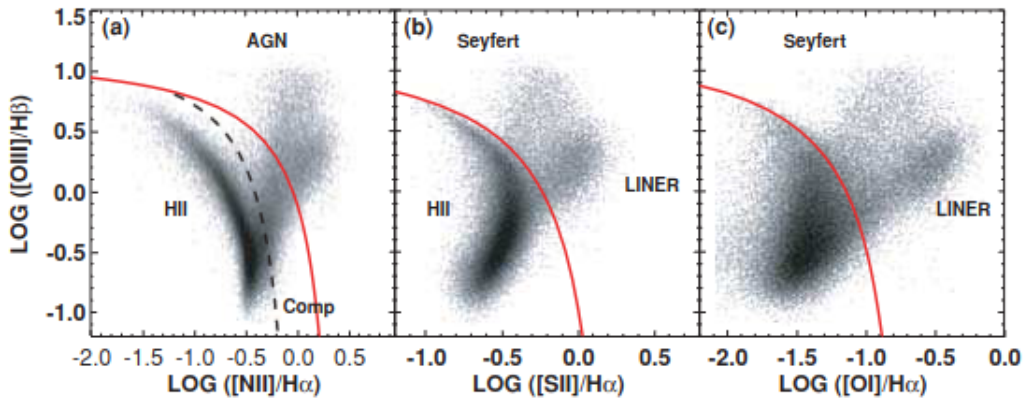 (a)
AGN
HII
Comp
(b)
Seyfert
HII
LINER
(c)
Seyfert
LINER
LOG ([OIII]/Hβ)
1.5
1.0
0.5
0.0
-0.5
-1.0
-2.0 -1.5 -1.0 -0.5 0.0 0.5
-1.0 -0.5 0.0 0.5
-2.0 -1.5 -1.0 -0.5 0.0
LOG ([NII]/Hα)
LOG ([SII]/Hα)
LOG ([OI]/Hα)